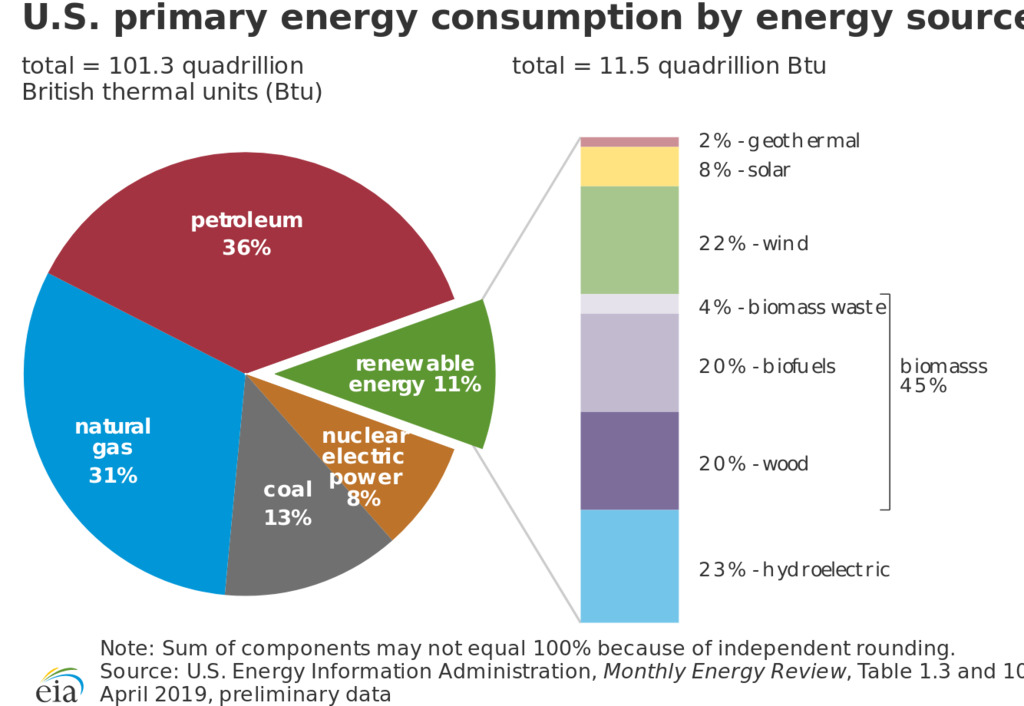 U.S. primary energy consumption by energy source
total = 101.3 quadrillion
British thermal units (Btu)
total = 11.5 quadrillion Btu
petroleum
36%
renewable
energy 11%
natural
gas
31%
nuclear
electric
power
8%
coal
13%
2% - geothermal
8% - solar
22% - wind
4% - biomass waste
20% - biofuels
biomasss
45%
20% - wood
23% - hydroelectric
Note: Sum of components may not equal 100% because of independent rounding.
Source: U.S. Energy Information Administration, Monthly Energy Review, Table 1.3 and 10
April 2019, preliminary data
eia